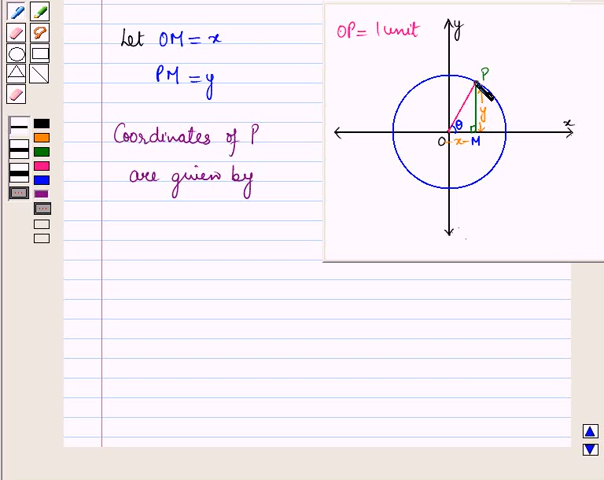 Let OM = x
PM = y
Coordinates of P
are given by
OP = 1 unit
y
P
θ
y
x
O
x
M